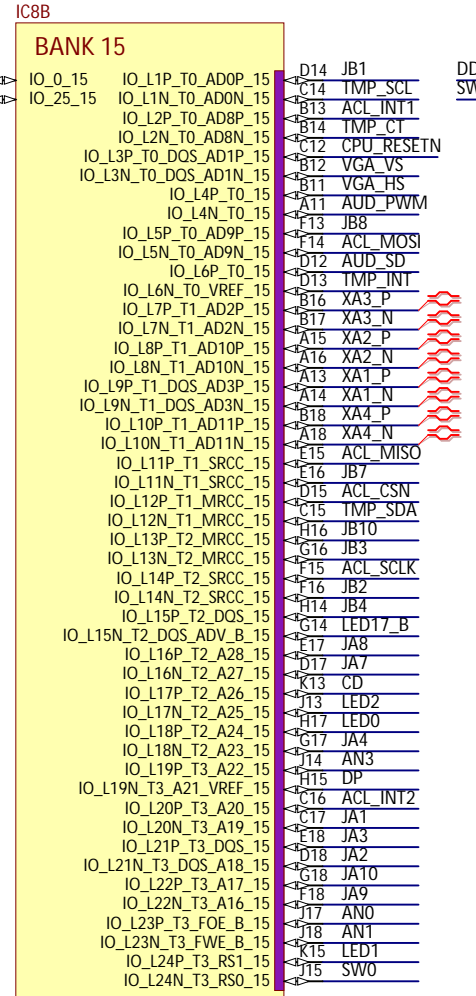 IC8B
BANK 15
IO_0_15
IO_25_15
IO_L1P_T0_AD0P_15 D14 JB1
IO_L1N_T0_AD0N_15 C14 TMP_SCL
IO_L2P_T0_AD8P_15 B13 ACL_INT1
IO_L2N_T0_AD8N_15 B14 TMP_CT
IO_L3P_T0_DQS_AD1P_15 C12 CPU_RESETN
IO_L3N_T0_DQS_AD1N_15 B12 VGA_VS
IO_L4P_T0_15 B11 VGA_HS
IO_L4N_T0_15 A11 AUD_PWM
IO_L5P_T0_AD9P_15 F13 JB8
IO_L5N_T0_AD9N_15 F14 ACL_MOSI
IO_L6P_T0_15 D12 AUD_SD
IO_L6N_T0_VREF_15 D13 TMP_INT
IO_L7P_T1_AD2P_15 B16 XA3_P
IO_L7N_T1_AD2N_15 B17 XA3_N
IO_L8P_T1_AD10P_15 A15 XA2_P
IO_L8N_T1_AD10N_15 A16 XA2_N
IO_L9P_T1_DQS_AD3P_15 A13 XA1_P
IO_L9N_T1_DQS_AD3N_15 A14 XA1_N
IO_L10P_T1_AD11P_15 B18 XA4_P
IO_L10N_T1_AD11N_15 A18 XA4_N
IO_L11P_T1_SRCC_15 E15 ACL_MISO
IO_L11N_T1_SRCC_15 E16 JB7
IO_L12P_T1_MRCC_15 D15 ACL_CSN
IO_L12N_T1_MRCC_15 C15 TMP_SDA
IO_L13P_T2_MRCC_15 H16 JB10
IO_L13N_T2_MRCC_15 G16 JB3
IO_L14P_T2_SRCC_15 F15 ACL_SCLK
IO_L14N_T2_SRCC_15 F16 JB2
IO_L15P_T2_DQS_15 H14 JB4
IO_L15N_T2_DQS_ADV_B_15 G14 LED17_B
IO_L16P_T2_A28_15 E17 JA8
IO_L16N_T2_A27_15 D17 JA7
IO_L17P_T2_A26_15 K13 CD
IO_L17N_T2_A25_15 J13 LED2
IO_L18P_T2_A24_15 H17 LED0
IO_L18N_T2_A23_15 G17 JA4
IO_L19P_T3_A22_15 J14 AN3
IO_L19N_T3_A21_VREF_15 H15 DP
IO_L20P_T3_A20_15 C16 ACL_INT2
IO_L20N_T3_A19_15 C17 JA1
IO_L21P_T3_DQS_15 E18 JA3
IO_L21N_T3_DQS_A18_15 D18 JA2
IO_L22P_T3_A17_15 G18 JA10
IO_L22N_T3_A16_15 F18 JA9
IO_L23P_T3_FOE_B_15 J17 AN0
IO_L23N_T3_FWE_B_15 J18 AN1
IO_L24P_T3_RS1_15 K15 LED1
IO_L24N_T3_RS0_15 J15 SW0